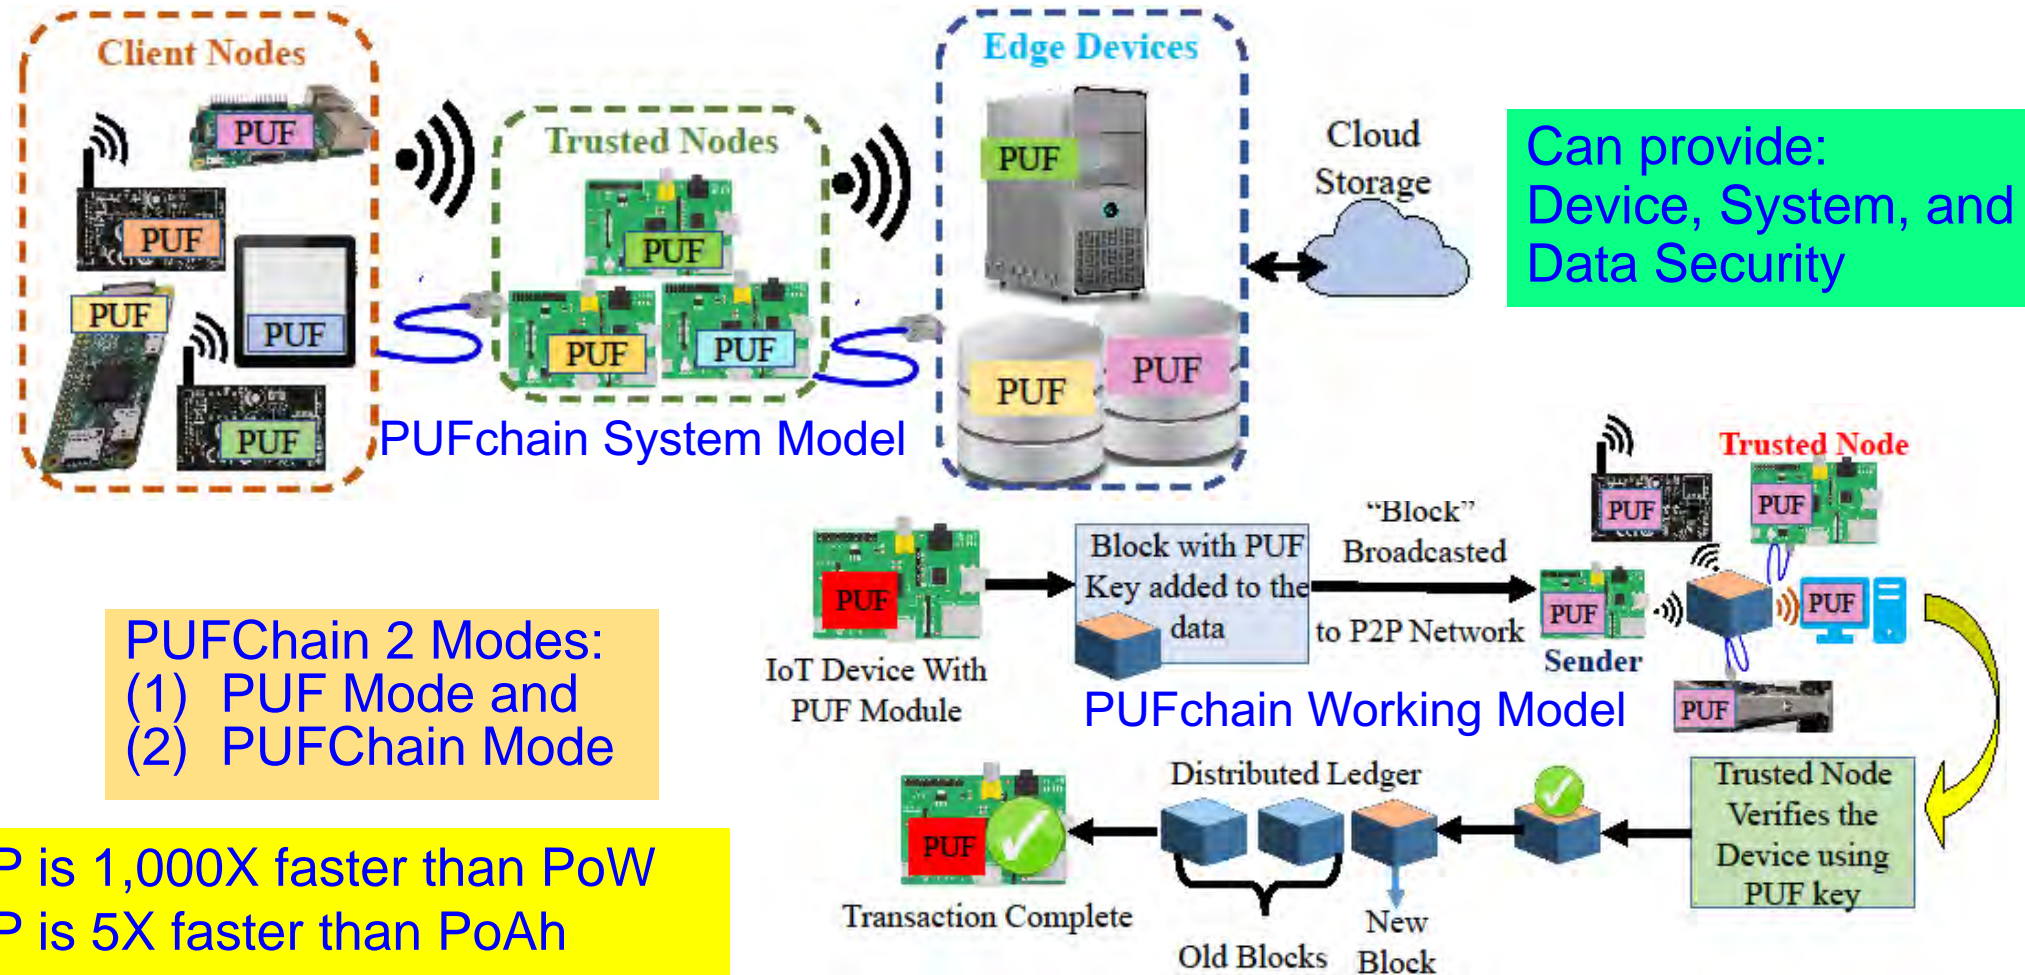 Client Nodes
PUF
PUF
PUF
PUF
PUF
Trusted Nodes
PUF
PUF
PUF
Edge Devices
PUF
PUF
PUF
Cloud
Storage
Can provide:
Device, System, and
Data Security
PUFchain System Model
IoT Device With
PUF Module
PUF
Block with PUF
Key added to the
data
“Block”
Broadcasted
to P2P Network
PUF
Trusted Node
PUF
PUF
Sender
PUF
PUF
PUFchain Working Model
Trusted Node
Verifies the
Device using
PUF key
Distributed Ledger
Old Blocks
New
Block
PUF
Transaction Complete
PUFChain 2 Modes:
(1) PUF Mode and
(2) PUFChain Mode
P is 1,000X faster than PoW
P is 5X faster than PoAh